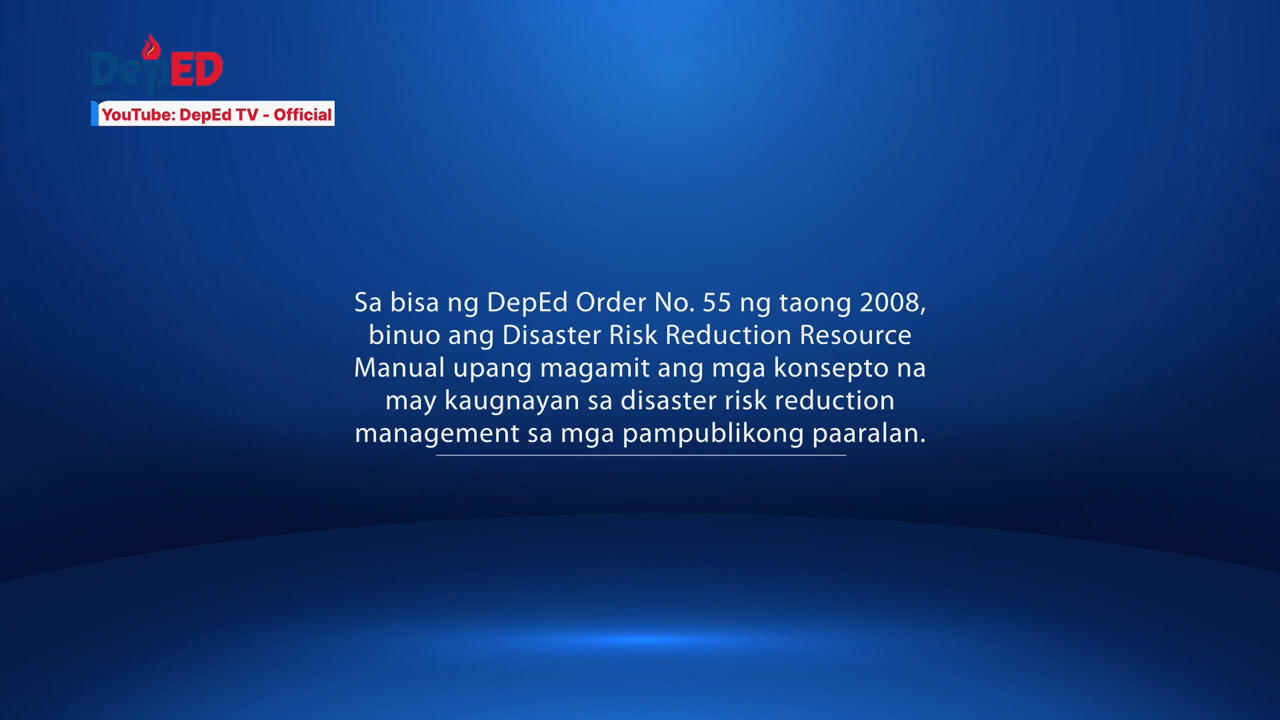 DepED
YouTube: DepEd TV - Official
Sa bisa ng DepEd Order No. 55 ng taong 2008,
binuo ang Disaster Risk Reduction Resource
Manual upang magamit ang mga konsepto na
may kaugnayan sa disaster risk reduction
management sa mga pampublikong paaralan.